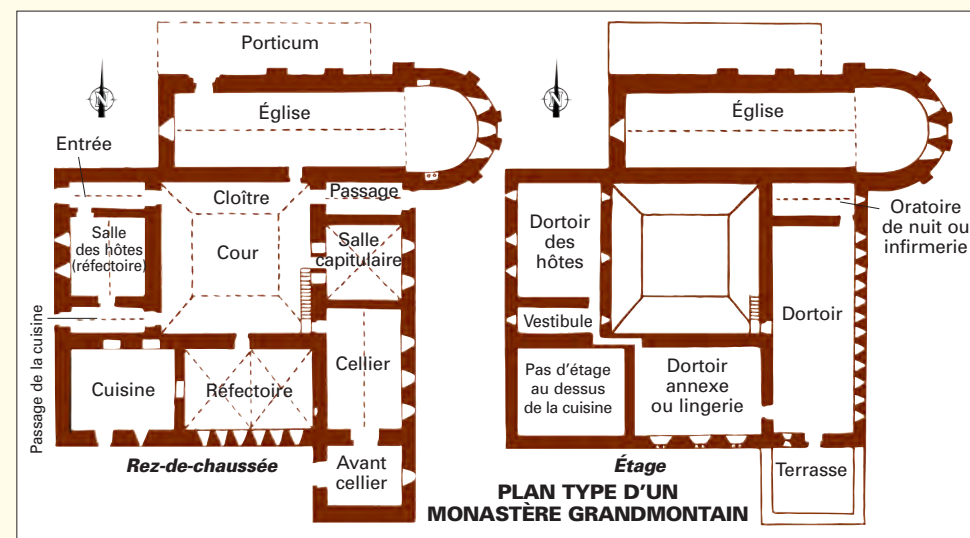 Porticum
N
Église
Entrée
Cloître
Passage
Salle
des hôtes
(réfectoire)
Cour
Salle
capitulaire
Passage de la cuisine
Cellier
Cuisine
Réfectoire
Avant
cellier
Rez-de-chaussée
N
Église
Dortoir
des
hôtes
Oratoire
de nuit ou
infirmerie
Dortoir
Vestibule
Pas d'étage
au dessus
de la cuisine
Dortoir
annexe
ou lingerie
Terrasse
Étage
PLAN TYPE D'UN
MONASTÈRE GRANDMONTAIN